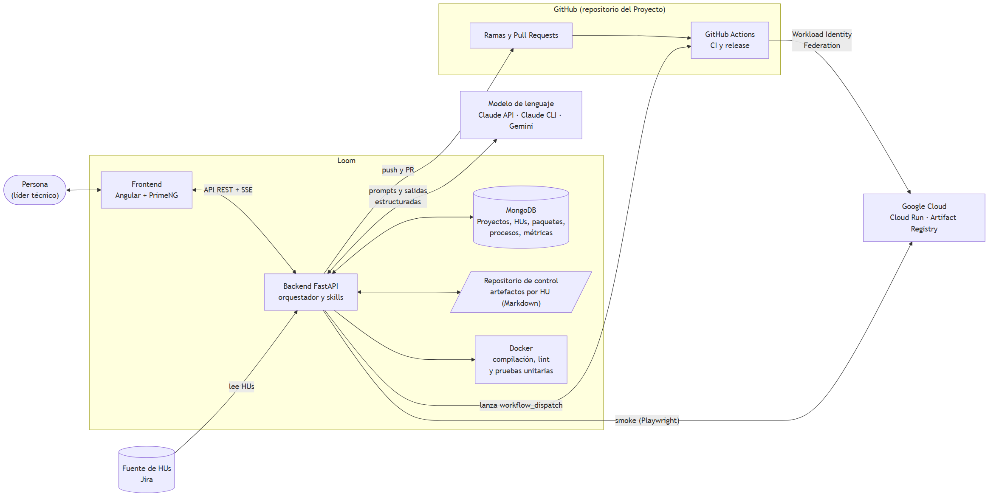 GitHub (repositorio del Proyecto)
Ramas y Pull Requests
GitHub Actions
CI y release
Workload Identity
Federation
Modelo de lenguaje
Claude API · Claude CLI ·
Gemini
Loom
push y PR
Persona
(líder técnico)
Frontend
Angular + PrimeNG
API REST + SSE
prompts y salidas
estructuradas
MongoDB
Proyectos, HUs, paquetes,
procesos, métricas
Google Cloud
Cloud Run · Artifact
Registry
Backend FastAPI
orquestador y skills
Repositorio de control
artefactos por HU
(Markdown)
Docker
compilación, lint
y pruebas unitarias
lee HUs
lanza workflow_dispatch
smoke (Playwright)
Fuente de HUs
Jira